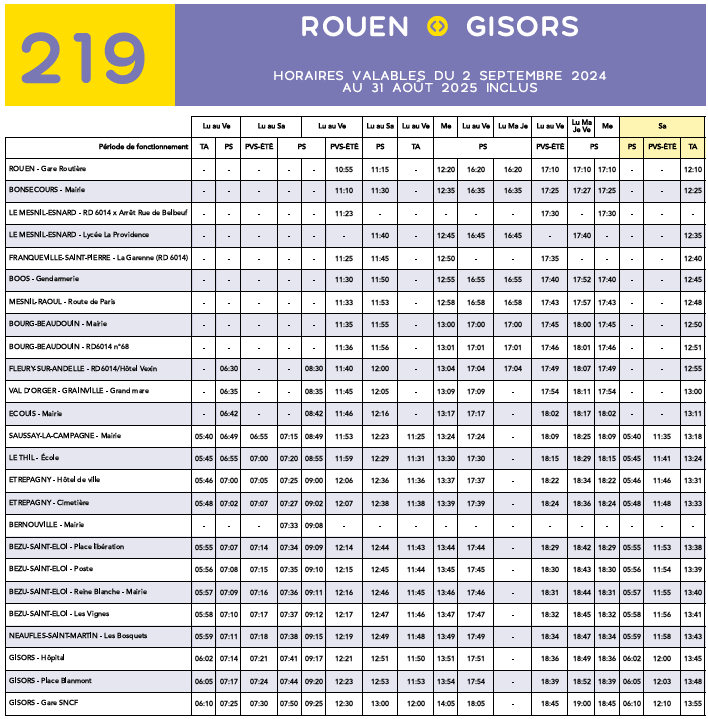 219
ROUEN GISORS
HORAIRES VALABLES DU 2 SEPTEMBRE 2024
AU 31 AOÛT 2025 INCLUS
Lu au Ve Lu au Sa Lu au Ve Lu au Sa Lu au Ve Me Lu au Ve Lu Ma Je Lu au Ve Lu Ma Je Ve Me Sa
Période de fonctionnement TA PS PVS-ÉTÉ PS PVS-ÉTÉ PS TA PS PVS-ÉTÉ PS PS PVS-ÉTÉ TA
ROUEN - Gare Routière - - - - - 10:55 11:15 - 12:20 16:20 16:20 17:10 17:10 17:10 - - 12:10
BONSECOURS - Mairie - - - - - 11:10 11:30 - 12:35 16:35 16:35 17:25 17:27 17:25 - - 12:25
LE MESNIL-ESNARD - RD 6014 x Arrêt Rue de Belbeuf - - - - - 11:23 - - - - - 17:30 - 17:30 - - -
LE MESNIL-ESNARD - Lycée La Providence - - - - - - 11:40 - 12:45 16:45 16:45 - 17:40 - - - 12:35
FRANQUEVILLE-SAINT-PIERRE - La Garenne (RD 6014) - - - - - 11:25 11:45 - 12:50 - - 17:35 - - - - 12:40
BOOS - Gendarmerie - - - - - 11:30 11:50 - 12:55 16:55 16:55 17:40 17:52 17:40 - - 12:45
MESNIL-RAOUL - Route de Paris - - - - - 11:33 11:53 - 12:58 16:58 16:58 17:43 17:57 17:43 - - 12:48
BOURG-BEAUDOUIN - Mairie - - - - - 11:35 11:55 - 13:00 17:00 17:00 17:45 18:00 17:45 - - 12:50
BOURG-BEAUDOUIN - RD6014 n°68 - - - - - 11:36 11:56 - 13:01 17:01 17:01 17:46 18:01 17:46 - - 12:51
FLEURY-SUR-ANDELLE - RD6014/Hôtel Vexin - 06:30 - - 08:30 11:40 12:00 - 13:04 17:04 17:04 17:49 18:07 17:49 - - 12:55
VAL D'ORGER - GRAINVILLE - Grand mare - 06:35 - - 08:35 11:45 12:05 - 13:09 17:09 - 17:54 18:11 17:54 - - 13:00
ECOUIS - Mairie - 06:42 - - 08:42 11:46 12:16 - 13:17 17:17 - 18:02 18:17 18:02 - - 13:11
SAUSSAY-LA-CAMPAGNE - Mairie 05:40 06:49 06:55 07:15 08:49 11:53 12:23 11:25 13:24 17:24 - 18:09 18:25 18:09 05:40 11:35 13:18
LE THIL - École 05:45 06:55 07:00 07:20 08:55 11:59 12:29 11:31 13:30 17:30 - 18:15 18:29 18:15 05:45 11:41 13:24
ETREPAGNY - Hôtel de ville 05:46 07:00 07:05 07:25 09:00 12:06 12:36 11:36 13:37 17:37 - 18:22 18:34 18:22 05:46 11:46 13:31
ETREPAGNY - Cimetière 05:48 07:02 07:07 07:27 09:02 12:07 12:38 11:38 13:39 17:39 - 18:24 18:36 18:24 05:48 11:48 13:33
BERNOUVILLE - Mairie - - - 07:33 09:08 - - - - - - - - - - - -
BEZU-SAINT-ELOI - Place libération 05:55 07:07 07:14 07:34 09:09 12:14 12:44 11:43 13:44 17:44 - 18:29 18:42 18:29 05:55 11:53 13:38
BEZU-SAINT-ELOI - Poste 05:56 07:08 07:15 07:35 09:10 12:15 12:45 11:44 13:45 17:45 - 18:30 18:43 18:30 05:56 11:54 13:39
BEZU-SAINT-ELOI - Reine Blanche - Mairie 05:57 07:09 07:16 07:36 09:11 12:16 12:46 11:45 13:46 17:46 - 18:31 18:44 18:31 05:57 11:55 13:40
BEZU-SAINT-ELOI - Les Vignes 05:58 07:10 07:17 07:37 09:12 12:17 12:47 11:46 13:47 17:47 - 18:32 18:45 18:32 05:58 11:56 13:41
NEAUFLES-SAINT-MARTIN - Les Bosquets 05:59 07:11 07:18 07:38 09:15 12:19 12:49 11:48 13:49 17:49 - 18:34 18:47 18:34 05:59 11:58 13:43
GISORS - Hôpital 06:02 07:14 07:21 07:41 09:17 12:21 12:51 11:50 13:51 17:51 - 18:36 18:49 18:36 06:02 12:00 13:45
GISORS - Place Blanmont 06:05 07:17 07:24 07:44 09:20 12:23 12:53 11:53 13:54 17:54 - 18:39 18:52 18:39 06:05 12:03 13:48
GISORS - Gare SNCF 06:10 07:25 07:30 07:50 09:25 12:30 13:00 12:00 14:05 18:05 - 18:45 19:00 18:45 06:10 12:10 13:55